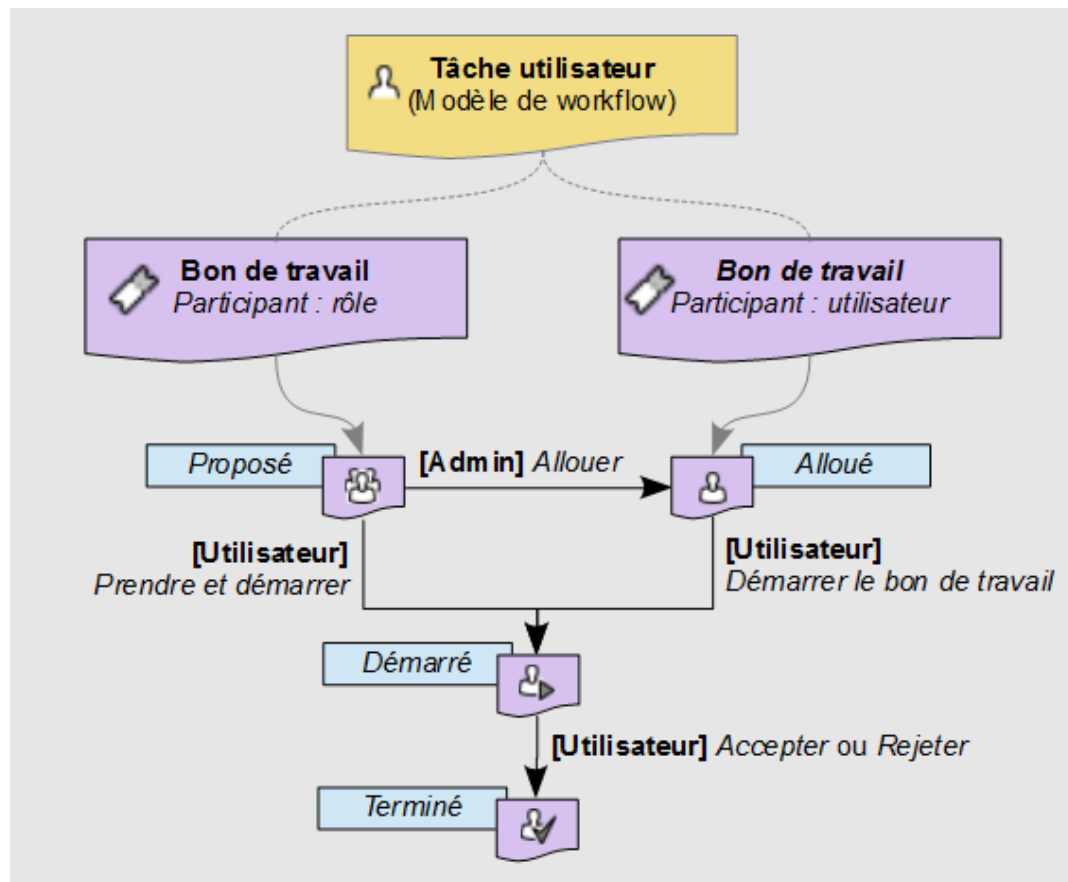 Tâche utilisateur
(Modèle de workflow)
Bon de travail
Participant : rôle
Bon de travail
Participant : utilisateur
Proposé
[Admin] Allouer
Alloué
[Utilisateur]
Prendre et démarrer
[Utilisateur]
Démarrer le bon de travail
Démarré
[Utilisateur] Accepter ou Rejeter
Terminé